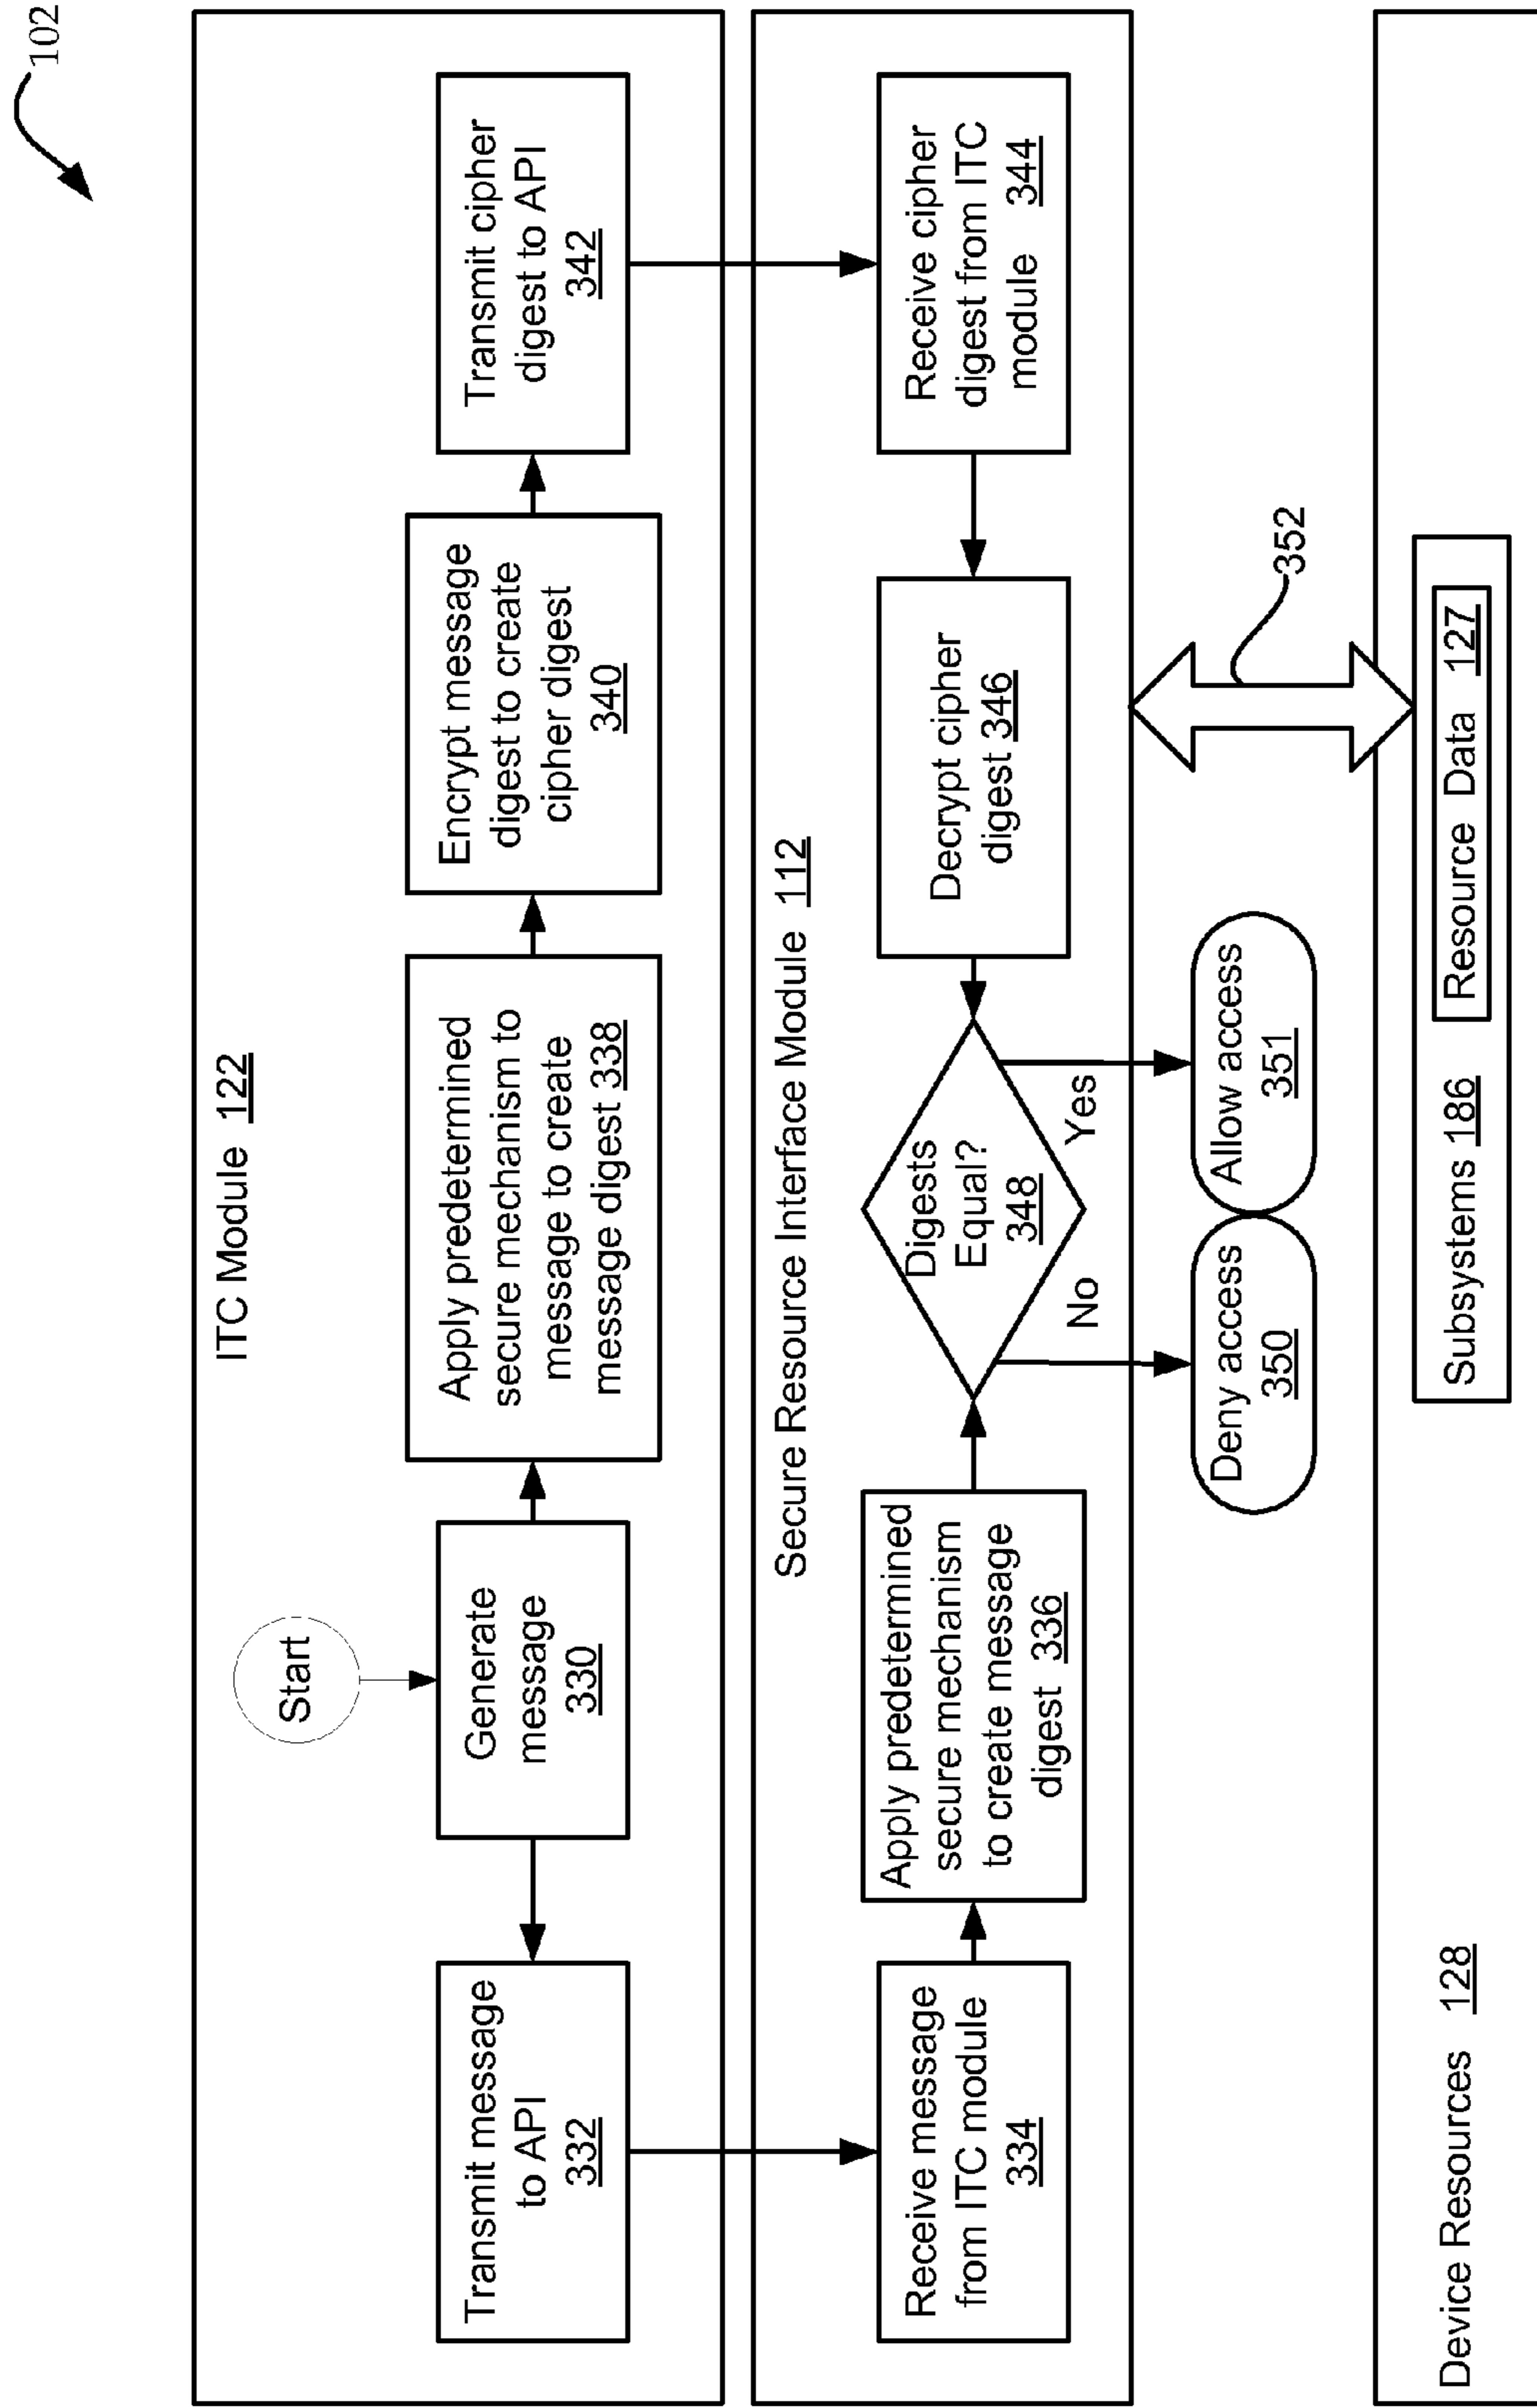 102
ITC Module 122
Start
Transmit message
to API
332
Generate
message
330
Apply predetermined
secure mechanism to
message to create
message digest 338
Encrypt message
digest to create
cipher digest
340
Transmit cipher
digest to API
342
Secure Resource Interface Module 112
Receive message
from ITC module
334
Apply predetermined
secure mechanism
to create message
digest 336
Digests
Equal?
348
No
Yes
Decrypt cipher
digest 346
Receive cipher
digest from ITC
module 344
Deny access
350
Allow access
351
352
Device Resources 128
Subsystems 186
Resource Data 127